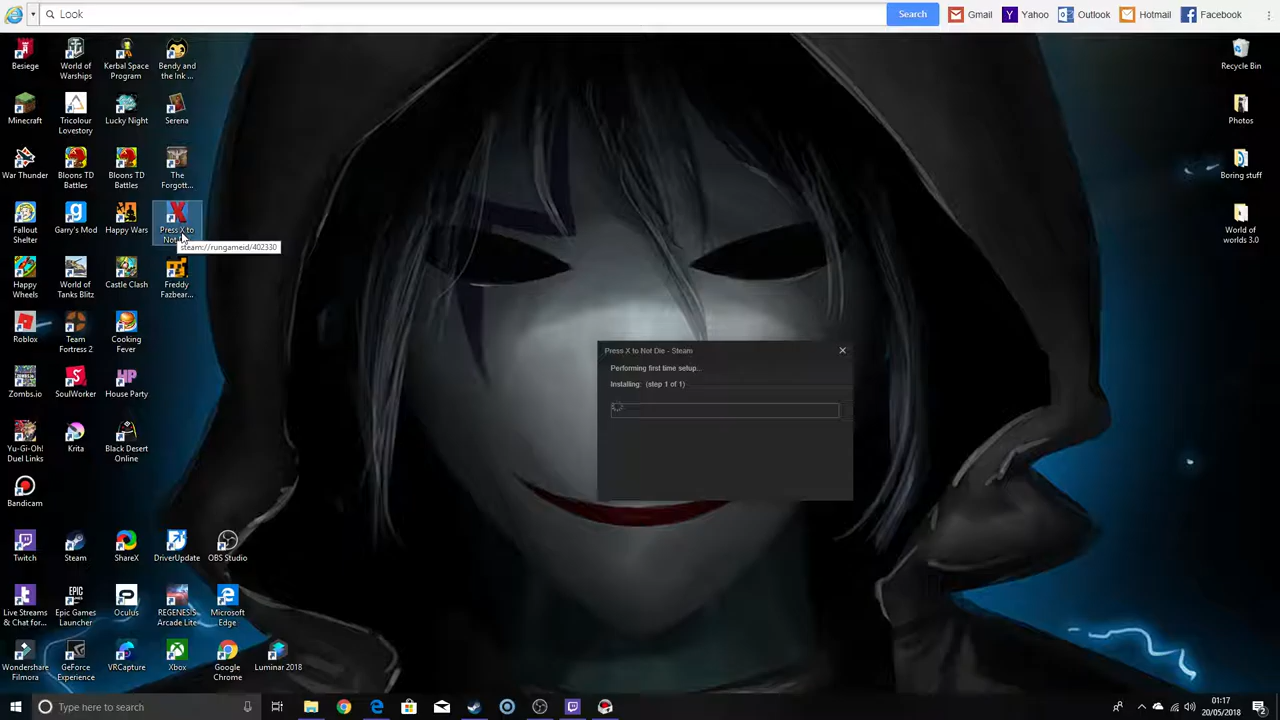 Look
Search
Gmail
Yahoo
Outlook
Hotmail
Facebook
Besiege
World of
Warships
Kerbal Space
Program
Bendy and
the Ink ...
Recycle Bin
Minecraft
Tricolour
Lovestory
Lucky Night
Serena
Photos
War Thunder
Bloons TD
Battles
Bloons TD
Battles
The
Forgott...
Boring stuff
Fallout
Shelter
Garry's Mod
Happy Wars
Press X to
Not
steam://rungameid/402330
World of
worlds 3.0
Happy
Wheels
World of
Tanks Blitz
Castle Clash
Freddy
Fazbear...
Roblox
Team
Fortress 2
Cooking
Fever
Press X to Not Die - Steam
Performing first time setup...
Installing: (step 1 of 1)
Zombs.io
SoulWorker
House Party
Yu-Gi-Oh!
Duel Links
Krita
Black Desert
Online
Bandicam
Twitch
Steam
ShareX
DriverUpdate
OBS Studio
Live Streams
& Chat for...
Epic Games
Launcher
Oculus
REGENESIS
Arcade Lite
Microsoft
Edge
Wondershare
Filmora
GeForce
Experience
VRCapture
Xbox
Google
Chrome
Luminar 2018
Type here to search
01:17
20/05/2018
2